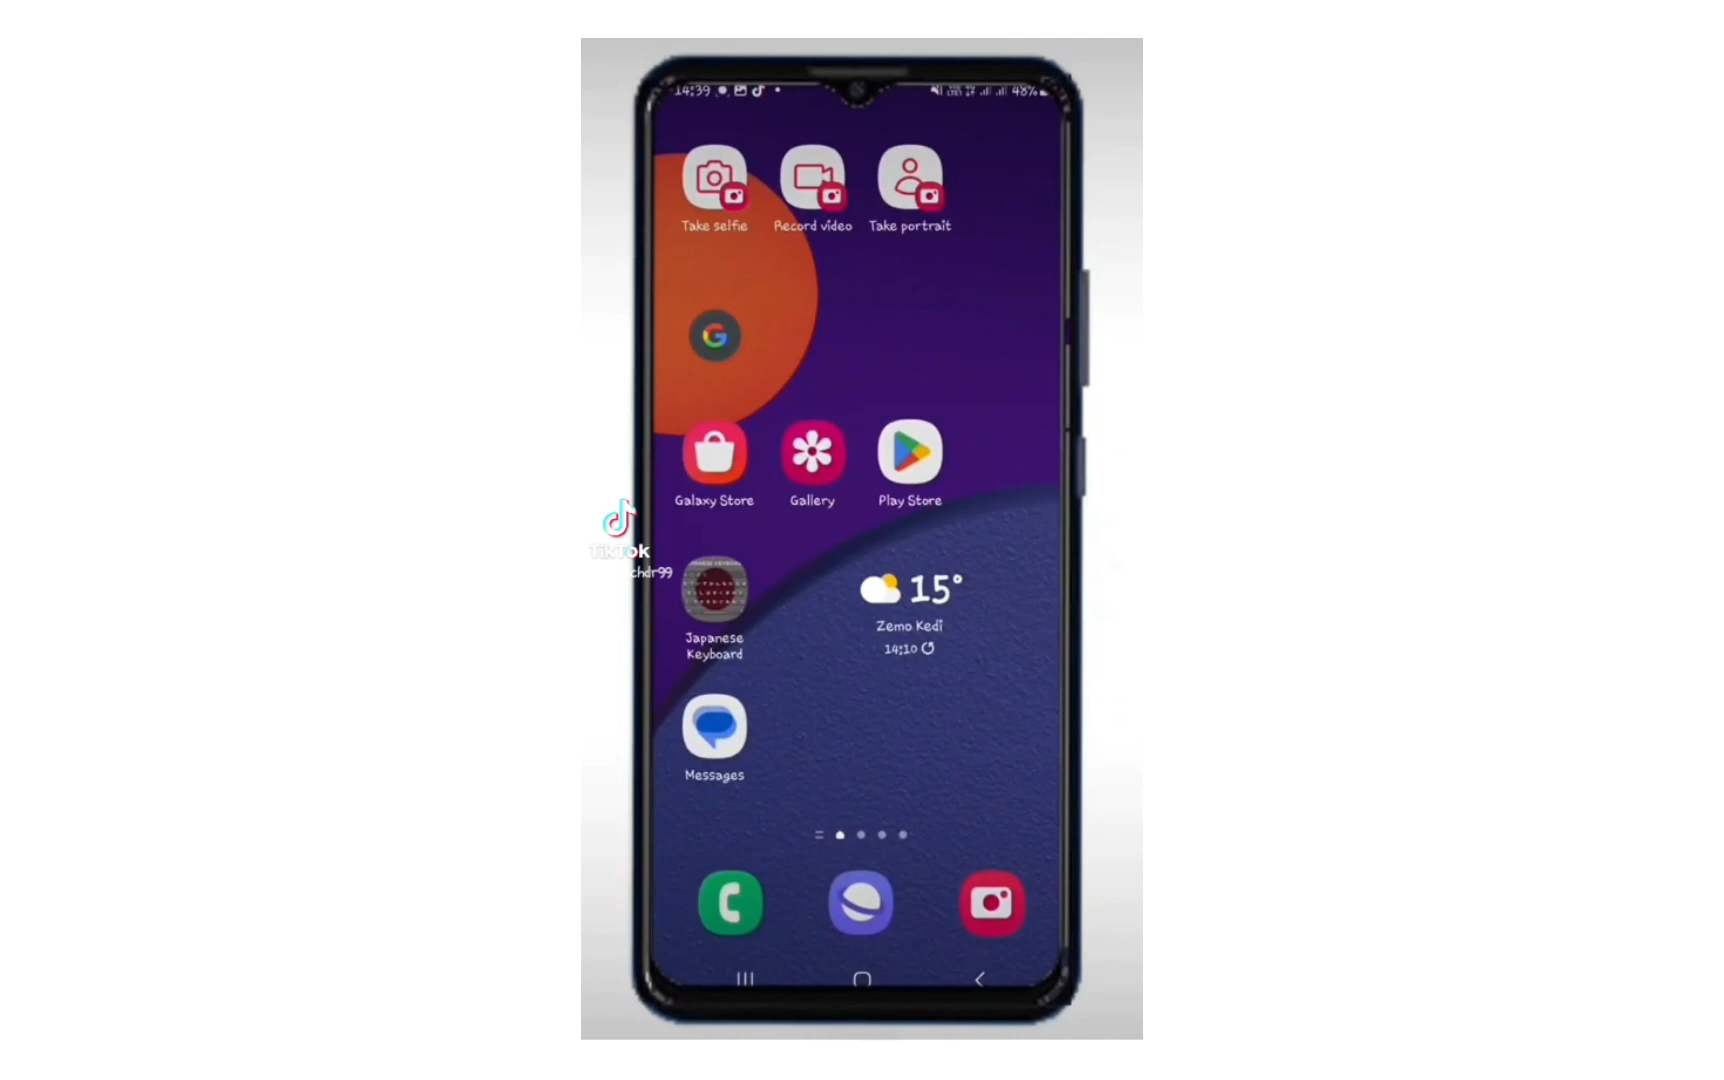 14:39
48%
Take selfie
Record video
Take portrait
Galaxy Store
Gallery
Play Store
TikTok
chdr99
15°
Zemo Kedi
14:10
Japanese
Keyboard
Messages